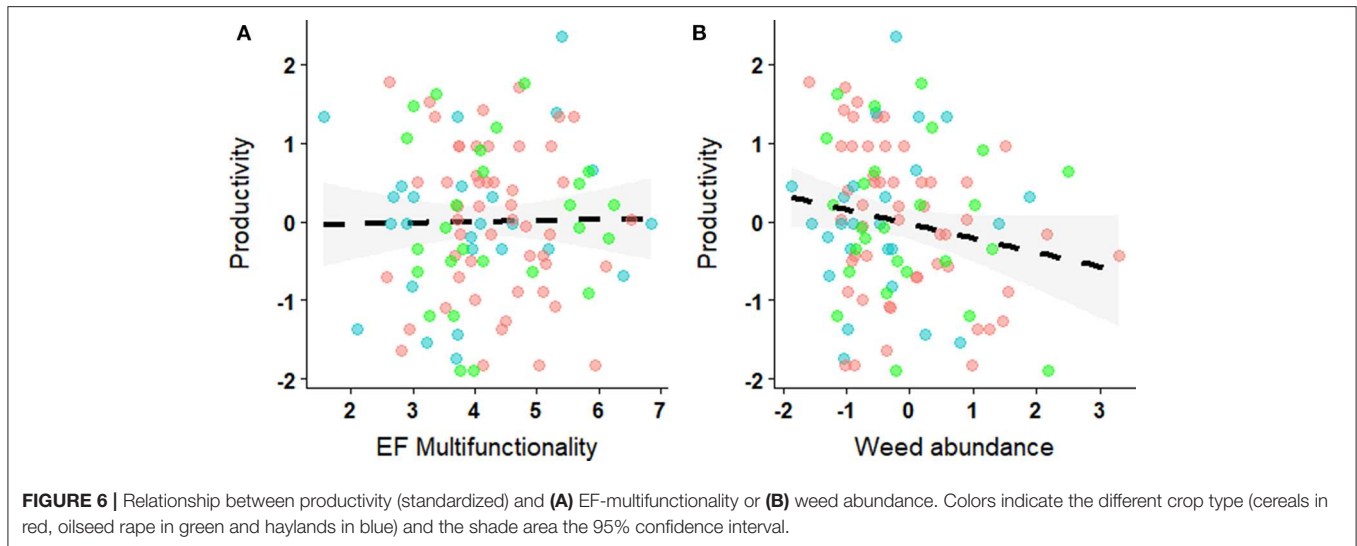 A
B
2
1
0
-1
-2
Productivity
2
3
4
5
6
7
EF Multifunctionality
2
1
0
-1
-2
Productivity
-2
-1
0
1
2
3
Weed abundance
FIGURE 6 | Relationship between productivity (standardized) and (A) EF-multifunctionality or (B) weed abundance. Colors indicate the different crop type (cereals in
red, oilseed rape in green and haylands in blue) and the shade area the 95% confidence interval.